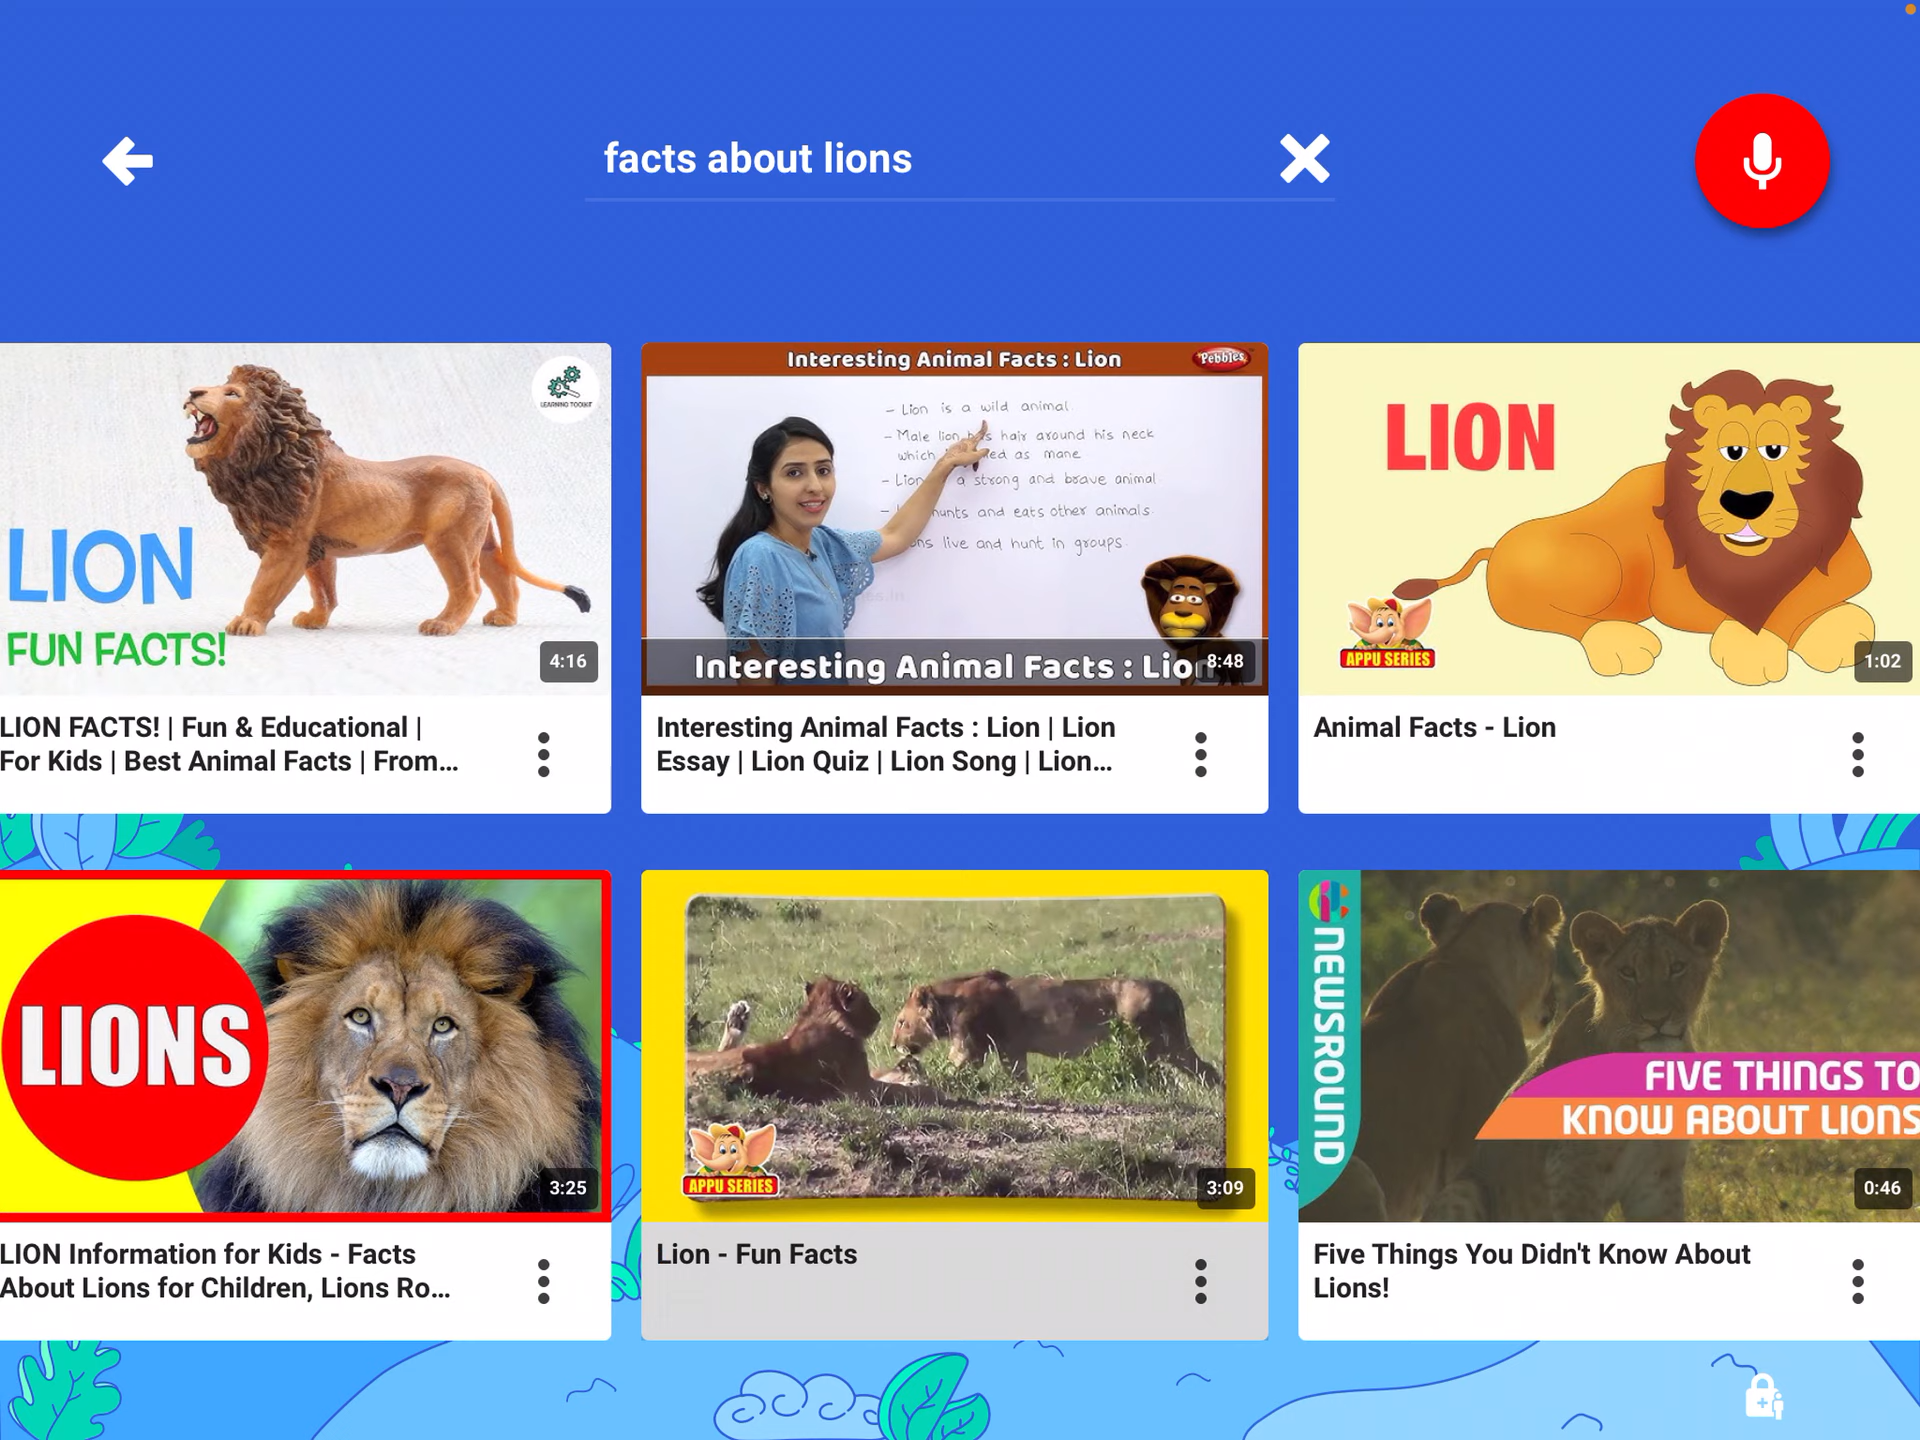 facts about lions
LEARNING TOOLKIT
LION
FUN FACTS!
4:16
LION FACTS! | Fun & Educational |
For Kids | Best Animal Facts | From...
Interesting Animal Facts : Lion
Pebbles
- Lion is a wild animal.
- Male lion hair around his neck
which as mane
- Lion a strong and brave animal.
- hunts and eats other animals.
live and hunt in groups.
Interesting Animal Facts : Lion
8:48
Interesting Animal Facts : Lion | Lion
Essay | Lion Quiz | Lion Song | Lion...
LION
APPU SERIES
1:02
Animal Facts - Lion
LIONS
3:25
LION Information for Kids - Facts
About Lions for Children, Lions Ro...
APPU SERIES
3:09
Lion - Fun Facts
NEWSROUND
FIVE THINGS TO
KNOW ABOUT LIONS
0:46
Five Things You Didn't Know About
Lions!